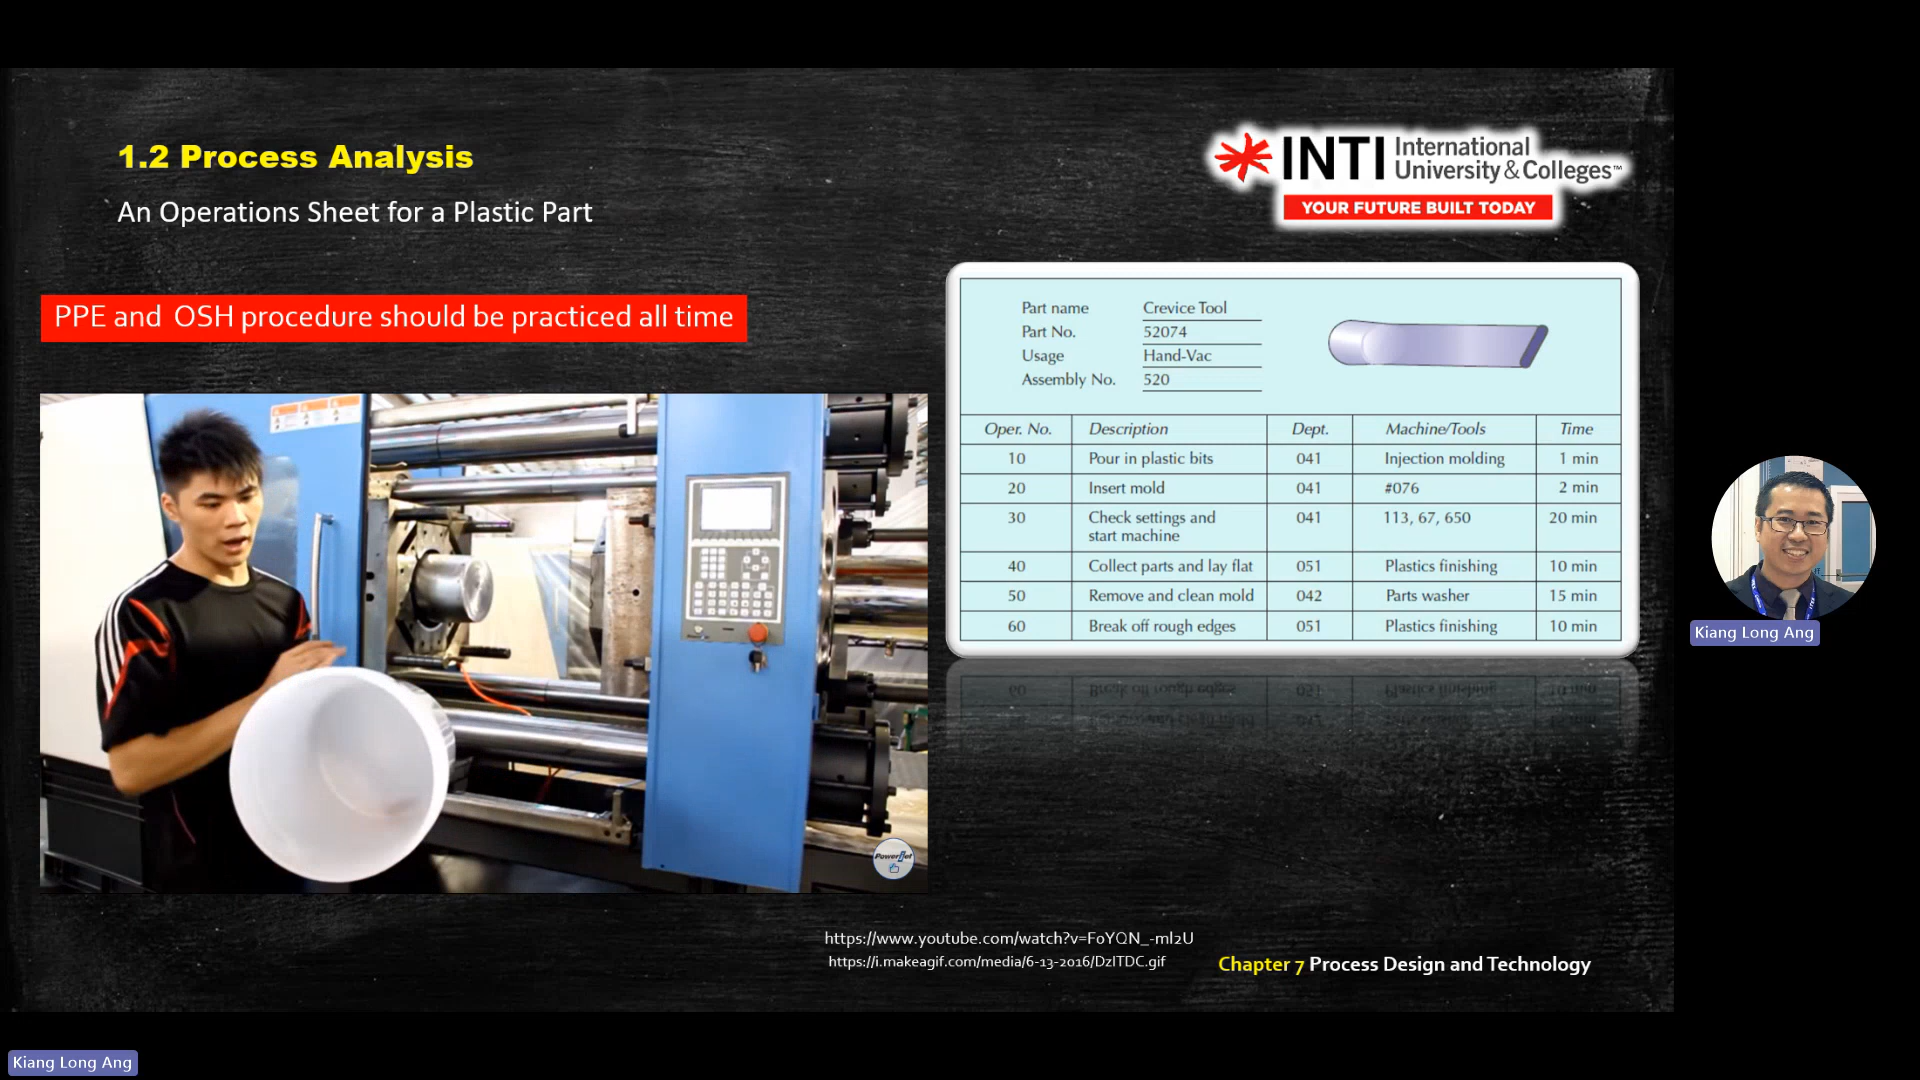 1.2 Process Analysis
An Operations Sheet for a Plastic Part
INTI International
University & Colleges™
YOUR FUTURE BUILT TODAY
PPE and OSH procedure should be practiced all time
Part name Crevice Tool
Part No. 52074
Usage Hand-Vac
Assembly No. 520
Oper. No. Description Dept. Machine/Tools Time
10 Pour in plastic bits 041 Injection molding 1 min
20 Insert mold 041 #076 2 min
30 Check settings and 041 113, 67, 650 20 min
start machine
40 Collect parts and lay flat 051 Plastics finishing 10 min
50 Remove and clean mold 042 Parts washer 15 min
60 Break off rough edges 051 Plastics finishing 10 min
Kiang Long Ang
PowerJet
https://www.youtube.com/watch?v=FoYQN_-ml2U
https://i.makeagif.com/media/6-13-2016/DzITDC.gif
Chapter 7 Process Design and Technology
Kiang Long Ang